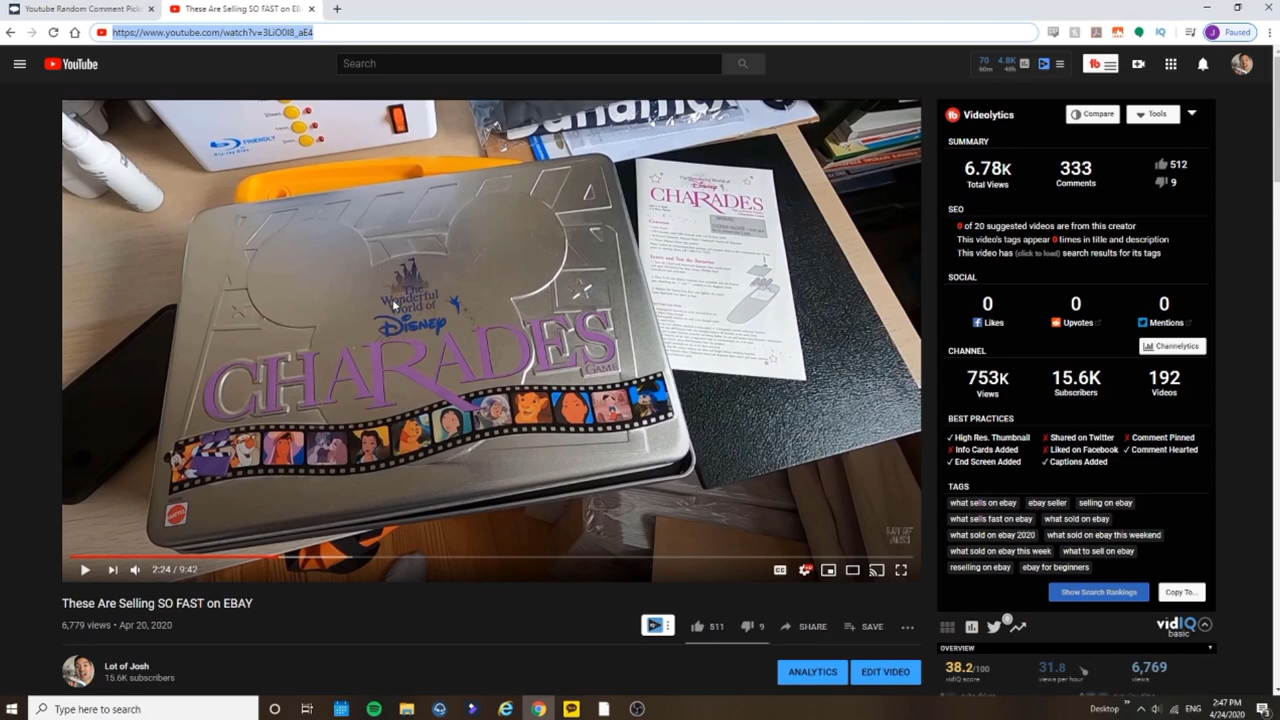 Youtube Random Comment Picke
These Are Selling SO FAST on EB
https://www.youtube.com/watch?v=3LiO0I8_aE4
Paused
YouTube
Search
70 4.8K
60m 48h
FRIENDLY
Disney
CHARADES
Wonderful
World of
Disney
CHARADES
GAME
MATTEL
LOT OF
JOSH
2:24 / 9:42
These Are Selling SO FAST on EBAY
6,779 views • Apr 20, 2020
511
9
SHARE
SAVE
Lot of Josh
15.6K subscribers
ANALYTICS
EDIT VIDEO
Videolytics
Compare
Tools
SUMMARY
6.78K 333 512
Total Views Comments 9
SEO
0 of 20 suggested videos are from this creator
This video's tags appear 0 times in title and description
This video has (click to load) search results for its tags
SOCIAL
0 0 0
Likes Upvotes Mentions
Channelytics
CHANNEL
753K 15.6K 192
Views Subscribers Videos
BEST PRACTICES
High Res. Thumbnail Shared on Twitter Comment Pinned
Info Cards Added Liked on Facebook Comment Hearted
End Screen Added Captions Added
TAGS
what sells on ebay ebay seller selling on ebay
what sells fast on ebay what sold on ebay
what sold on ebay 2020 what sold on ebay this weekend
what sold on ebay this week what to sell on ebay
reselling on ebay ebay for beginners
Show Search Rankings
Copy To...
vidIQ
basic
OVERVIEW
38.2/100 31.8 6,769
vidIQ score views per hour views
Type here to search
Desktop
ENG
2:47 PM
4/24/2020